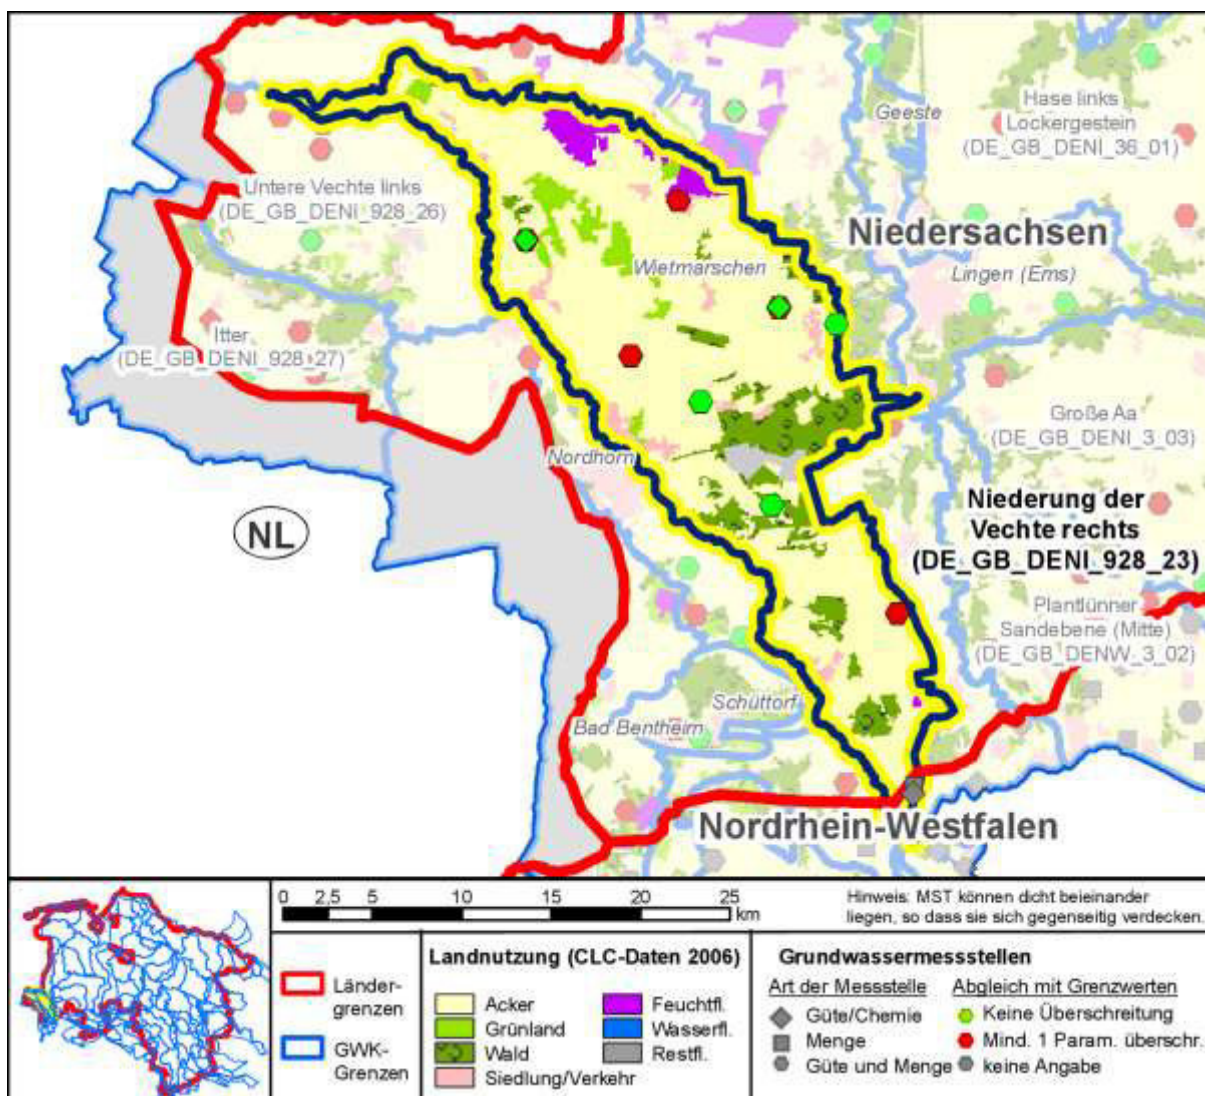 Geeste
Hase links
Lockergestein
(DE_GB_DENI_36_01)
Untere Vechte links
(DE_GB_DENI_928_26)
Niedersachsen
Wietmarschen
Lingen (Ems)
Itter
(DE_GB_DENI_928_27)
Große Aa
(DE_GB_DENI_3_03)
Nordhorn
NL
Niederung der
Vechte rechts
(DE_GB_DENI_928_23)
Plantlünner
Sandebene (Mitte)
(DE_GB_DENW_3_02)
Schüttorf
Bad Bentheim
Nordrhein-Westfalen
0 2,5 5 10 15 20 25
km
Hinweis: MST können dicht beieinander
liegen, so dass sie sich gegenseitig verdecken.
Länder-
grenzen
GWK-
Grenzen
Landnutzung (CLC-Daten 2006)
Acker
Grünland
Wald
Siedlung/Verkehr
Feuchtfl.
Wasserfl.
Restfl.
Grundwassermessstellen
Art der Messstelle
Güte/Chemie
Menge
Güte und Menge
Abgleich mit Grenzwerten
Keine Überschreitung
Mind. 1 Param. überschr.
keine Angabe